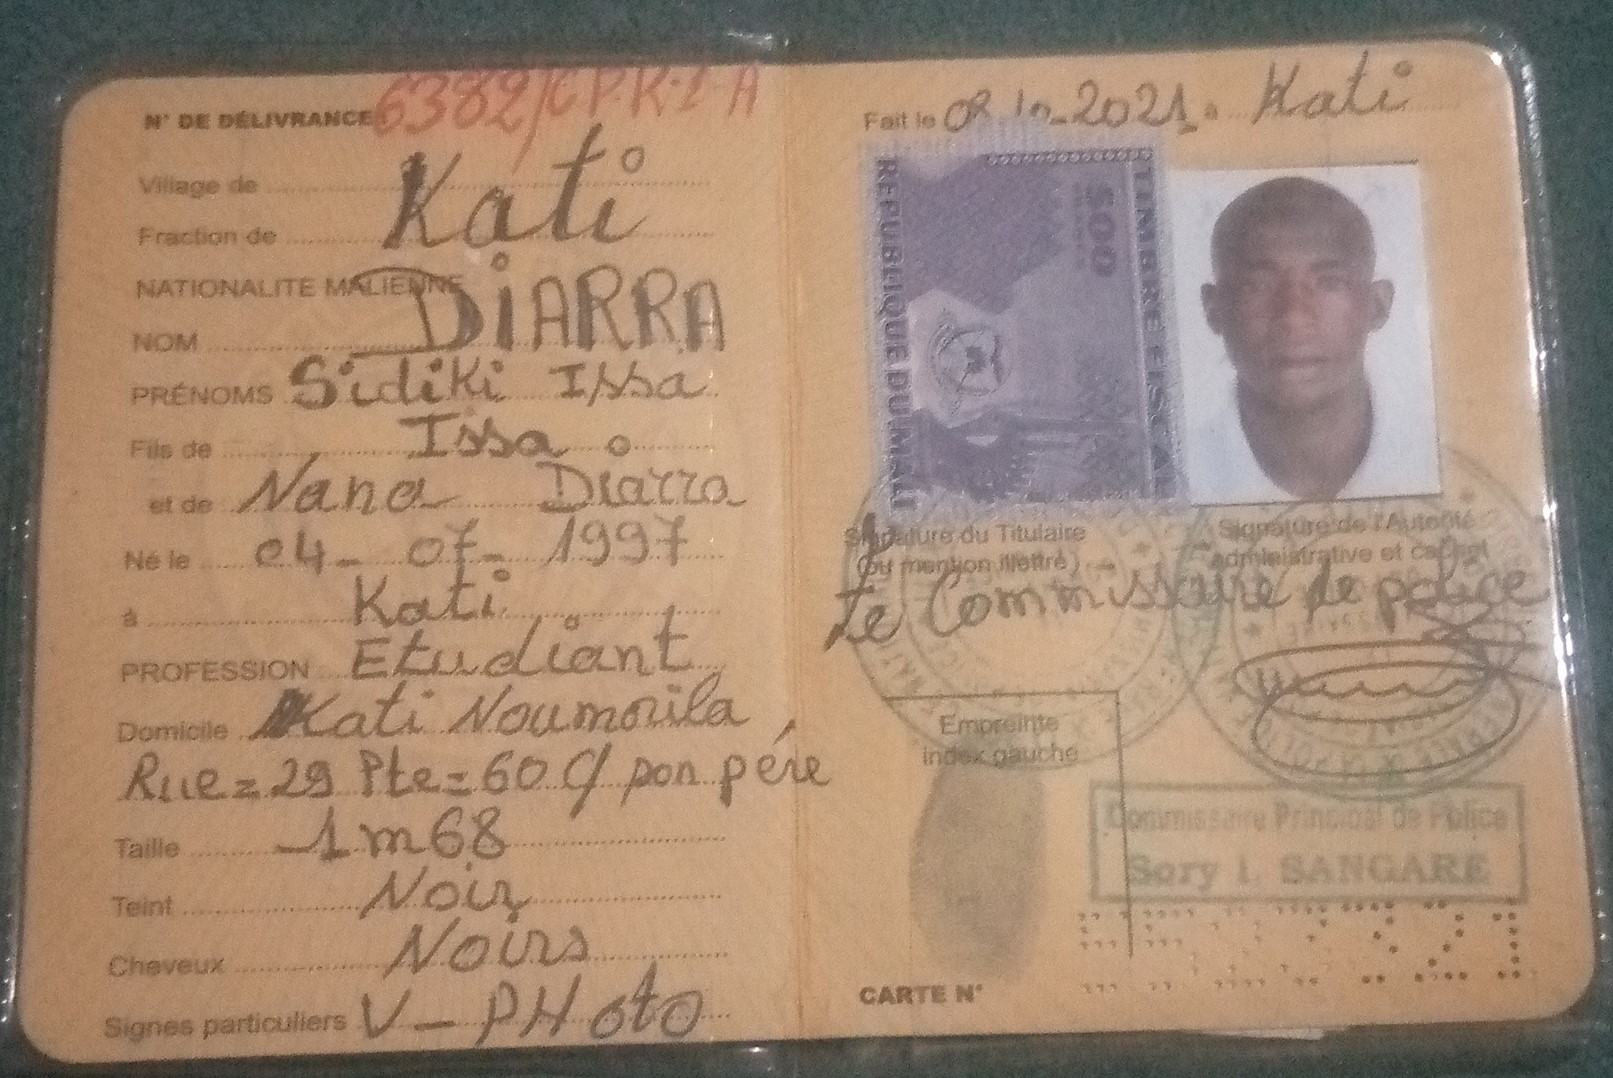 N° DE DÉLIVRANCE 6382/C.P.K-1-A
Village de Kati
Fraction de
NATIONALITE MALIENNE
NOM DiARRA
PRÉNOMS Sidiki Issa
Fils de Issa
et de Nana Diarra
Né le 04-07-1997
à Kati
PROFESSION Etudiant
Domicile Kati Noumorila
Rue=29 Pte=60 C/ son père
Taille 1m68
Teint Noir
Cheveux Noirs
Signes particuliers V-PHoto
Fait le 08-10-2021 à Kati
REPUBLIQUE DU MALI
500
TIMBRE FISCAL
Signature du Titulaire
(ou mention illettré)
Signature de l'Autorité
administrative et cachet
Le Commissaire de police
Empreinte
index gauche
Commissaire Principal de Police
Sory I. SANGARE
CARTE N°